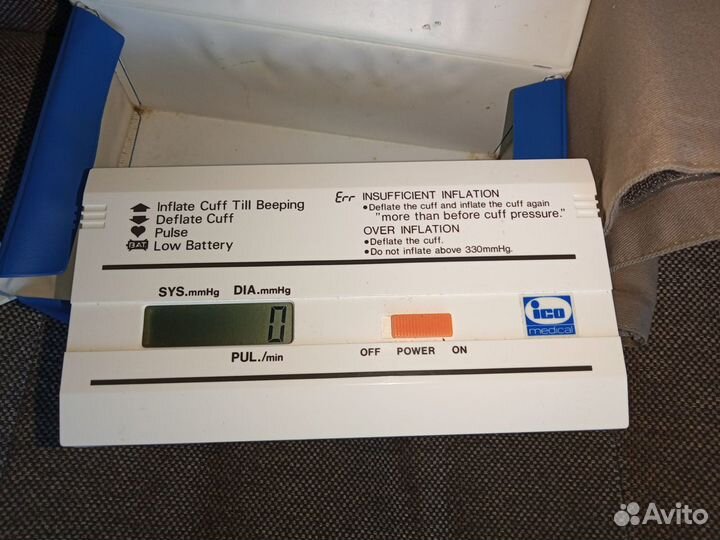 Inflate Cuff Till Beeping
Deflate Cuff
Pulse
BAT Low Battery
Err INSUFFICIENT INFLATION
•Deflate the cuff and inflate the cuff again
"more than before cuff pressure."
OVER INFLATION
•Deflate the cuff.
•Do not inflate above 330mmHg.
SYS.mmHg DIA.mmHg
0
PUL./min
OFF POWER ON
ico
medical
Avito